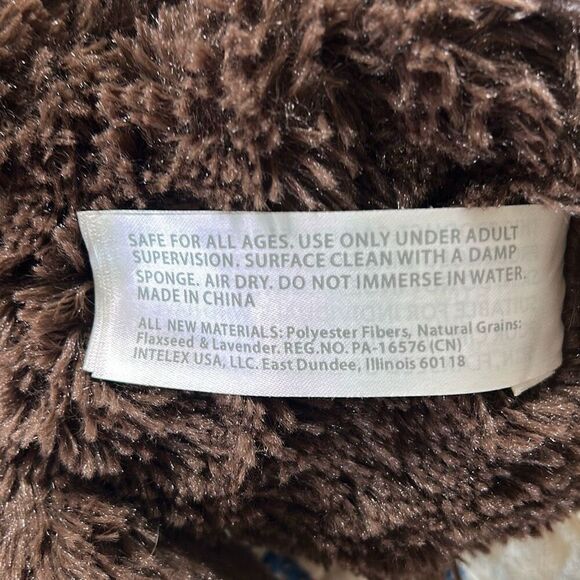 SAFE FOR ALL AGES. USE ONLY UNDER ADULT
SUPERVISION. SURFACE CLEAN WITH A DAMP
SPONGE. AIR DRY. DO NOT IMMERSE IN WATER.
MADE IN CHINA
ALL NEW MATERIALS: Polyester Fibers, Natural Grains:
Flaxseed & Lavender. REG.NO. PA-16576 (CN)
INTELEX USA, LLC. East Dundee, Illinois 60118